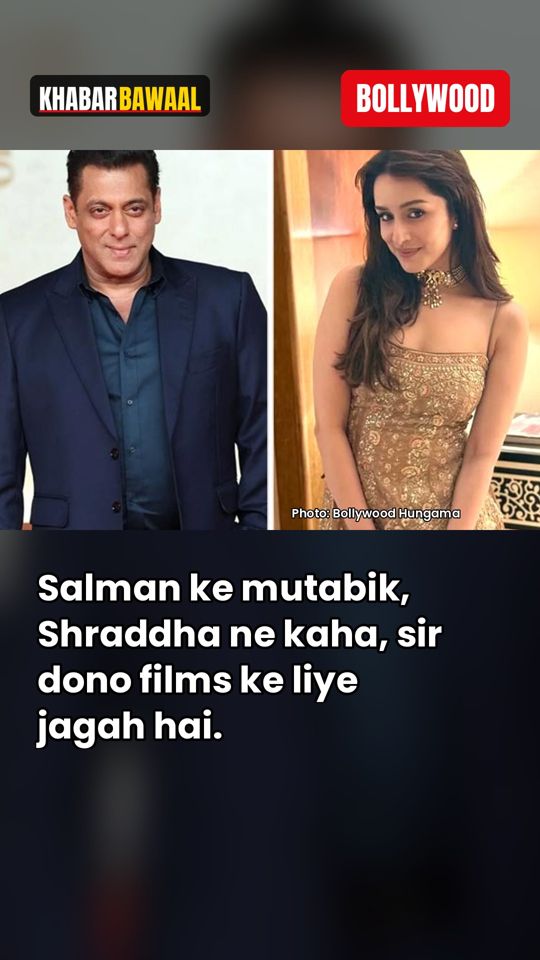 KHABARBAWAAL
BOLLYWOOD
Photo: Bollywood Hungama
Salman ke mutabik,
Shraddha ne kaha, sir
dono films ke liye
jagah hai.